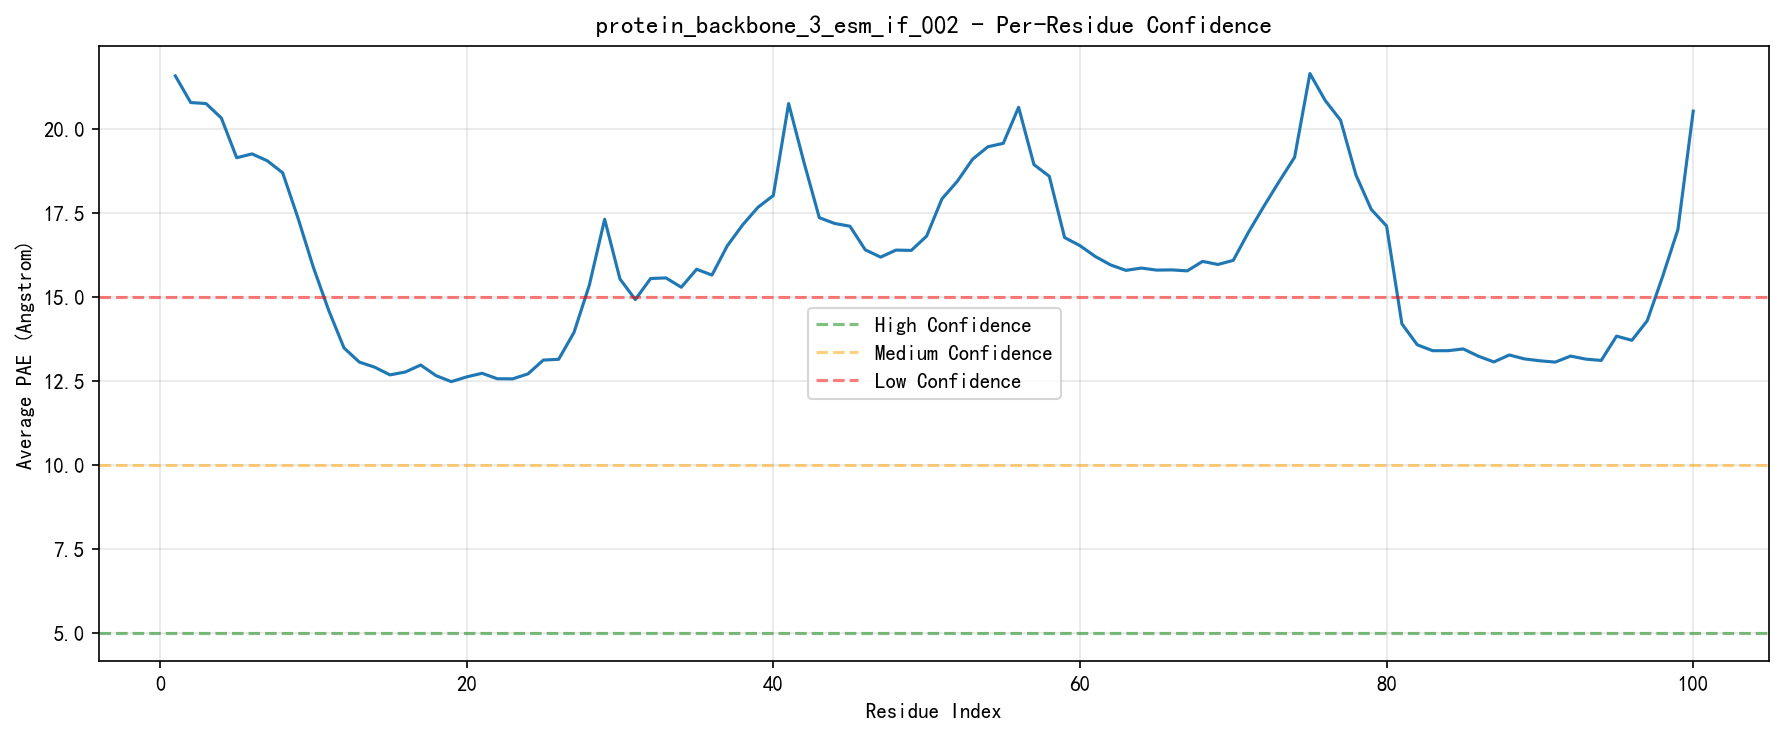 protein_backbone_3_esm_if_002 - Per-Residue Confidence
Average PAE (Angstrom)
20.0
17.5
15.0
12.5
10.0
7.5
5.0
High Confidence
Medium Confidence
Low Confidence
0 20 40 60 80 100
Residue Index